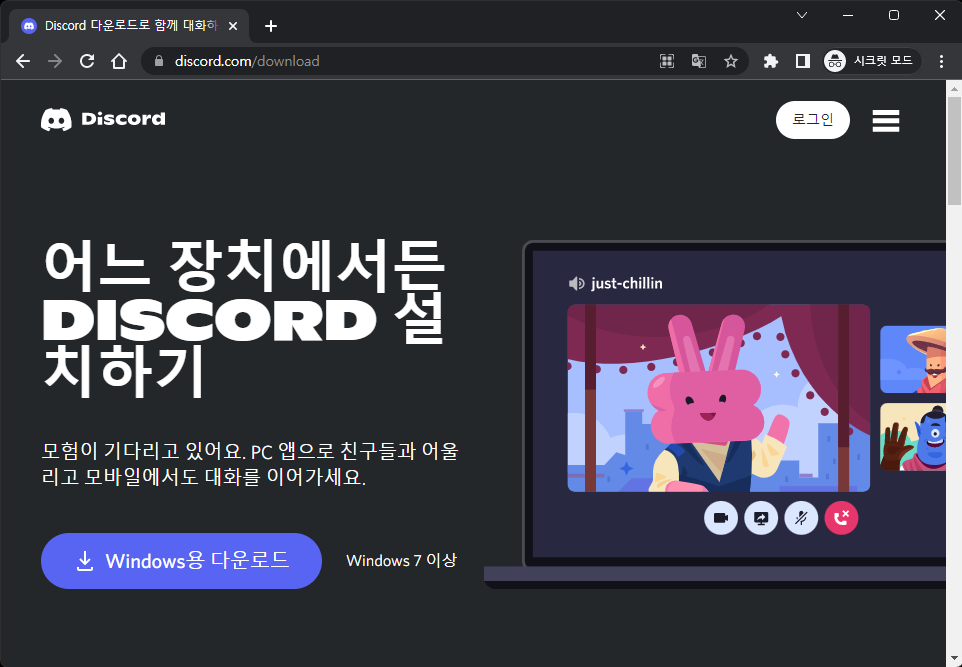 Discord 다운로드로 함께 대화하
discord.com/download
시크릿 모드
Discord
로그인
어느 장치에서든
DISCORD 설
치하기
just-chillin
모험이 기다리고 있어요. PC 앱으로 친구들과 어울
리고 모바일에서도 대화를 이어가세요.
Windows용 다운로드
Windows 7 이상